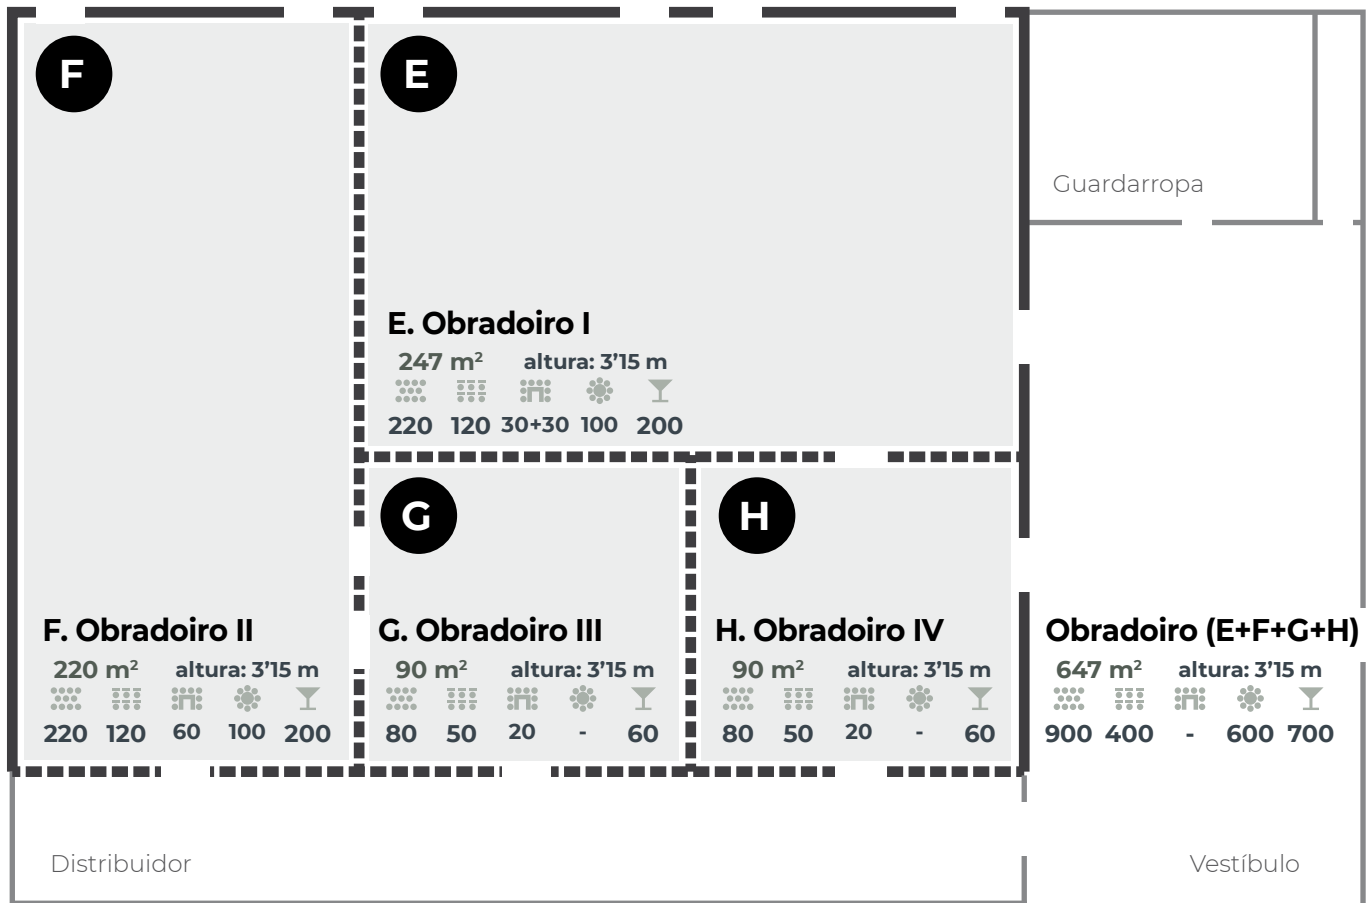 F
E
Guardarropa
E. Obradoiro I
247 m² altura: 3’15 m
220 120 30+30 100 200
G
H
F. Obradoiro II
220 m² altura: 3’15 m
220 120 60 100 200
G. Obradoiro III
90 m² altura: 3’15 m
80 50 20 - 60
H. Obradoiro IV
90 m² altura: 3’15 m
80 50 20 - 60
Obradoiro (E+F+G+H)
647 m² altura: 3’15 m
900 400 - 600 700
Distribuidor
Vestíbulo